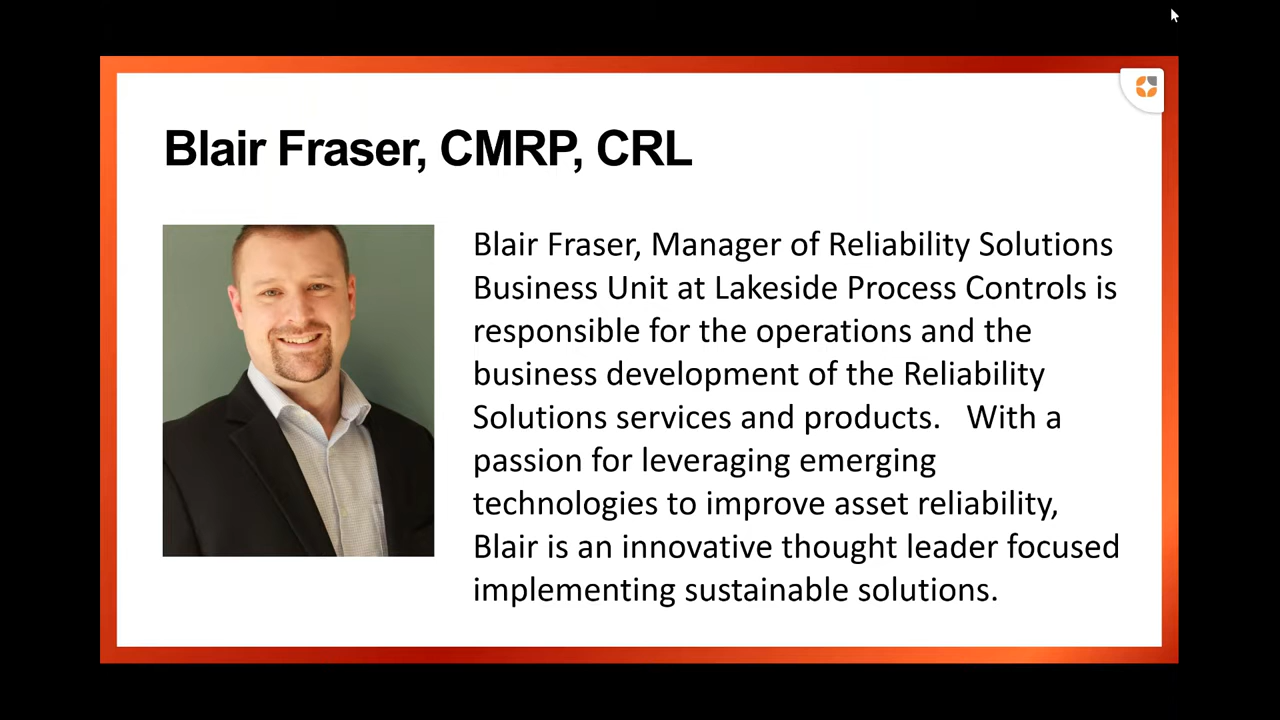 Blair Fraser, CMRP, CRL
Blair Fraser, Manager of Reliability Solutions
Business Unit at Lakeside Process Controls is
responsible for the operations and the
business development of the Reliability
Solutions services and products.   With a
passion for leveraging emerging
technologies to improve asset reliability,
Blair is an innovative thought leader focused
implementing sustainable solutions.